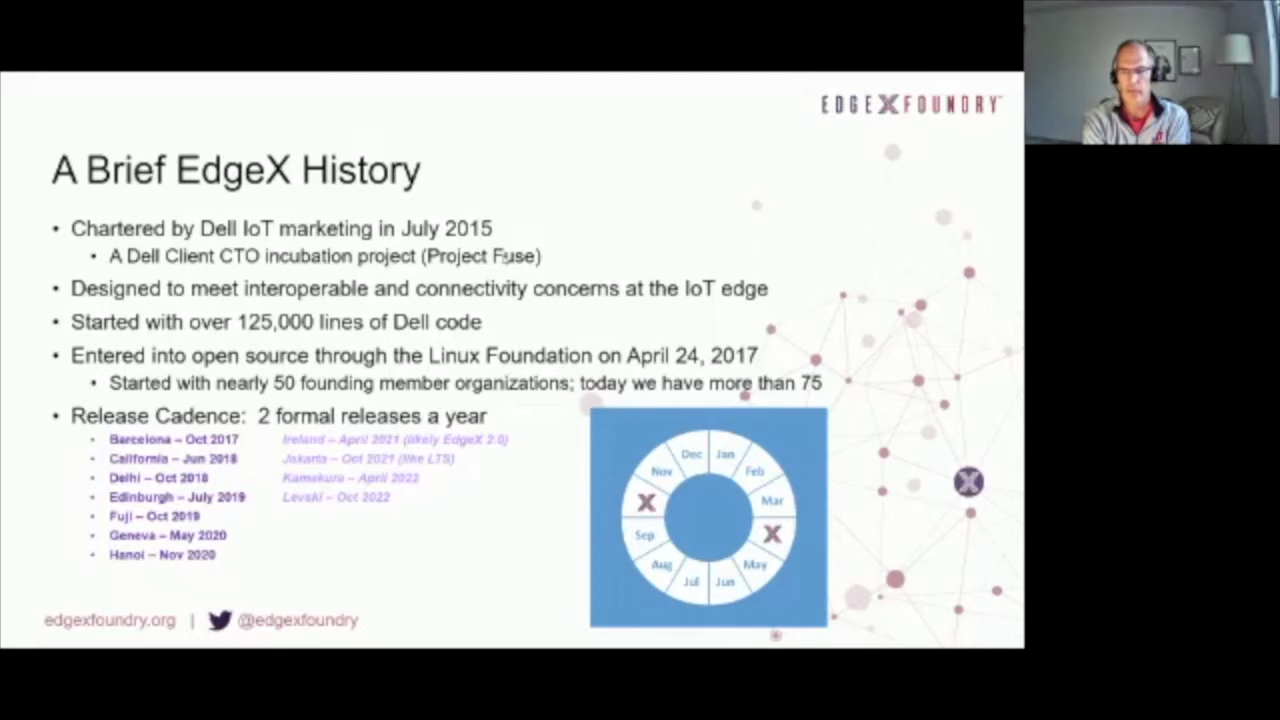 EDGE X FOUNDRY
A Brief EdgeX History
• Chartered by Dell IoT marketing in July 2015
• A Dell Client CTO incubation project (Project Fuse)
• Designed to meet interoperable and connectivity concerns at the IoT edge
• Started with over 125,000 lines of Dell code
• Entered into open source through the Linux Foundation on April 24, 2017
• Started with nearly 50 founding member organizations; today we have more than 75
• Release Cadence: 2 formal releases a year
• Barcelona – Oct 2017
• California – Jun 2018
• Delhi – Oct 2018
• Edinburgh – July 2019
• Fuji – Oct 2019
• Geneva – May 2020
• Hanoi – Nov 2020
Ireland – April 2021 (likely EdgeX 2.0)
Jakarta – Oct 2021 (like LTS)
Kamakura – April 2022
Levski – Oct 2022
Jan
Feb
Mar
X
May
Jun
Jul
Aug
Sep
X
Nov
Dec
X
edgexfoundry.org | @edgexfoundry